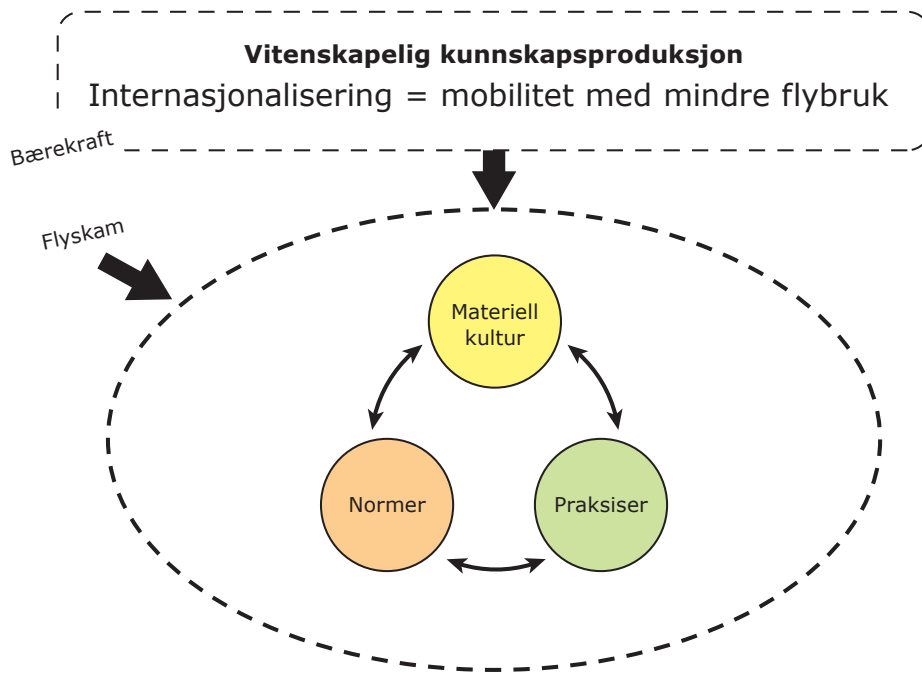 Vitenskapelig kunnskapsproduksjon
Internasjonalisering = mobilitet med mindre flybruk
Bærekraft
Flyskam
Materiell
kultur
Normer
Praksiser